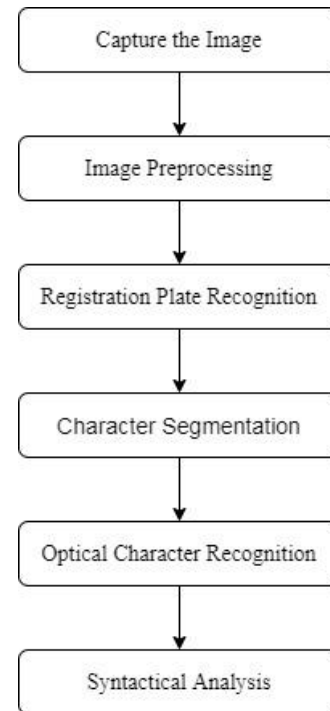 Capture the Image
Image Preprocessing
Registration Plate Recognition
Character Segmentation
Optical Character Recognition
Syntactical Analysis